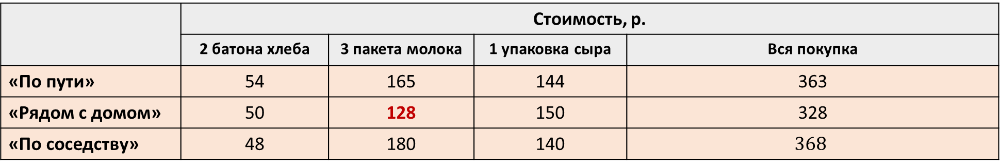 Стоимость, р.
2 батона хлеба 3 пакета молока 1 упаковка сыра Вся покупка
«По пути» 54 165 144 363
«Рядом с домом» 50 128 150 328
«По соседству» 48 180 140 368